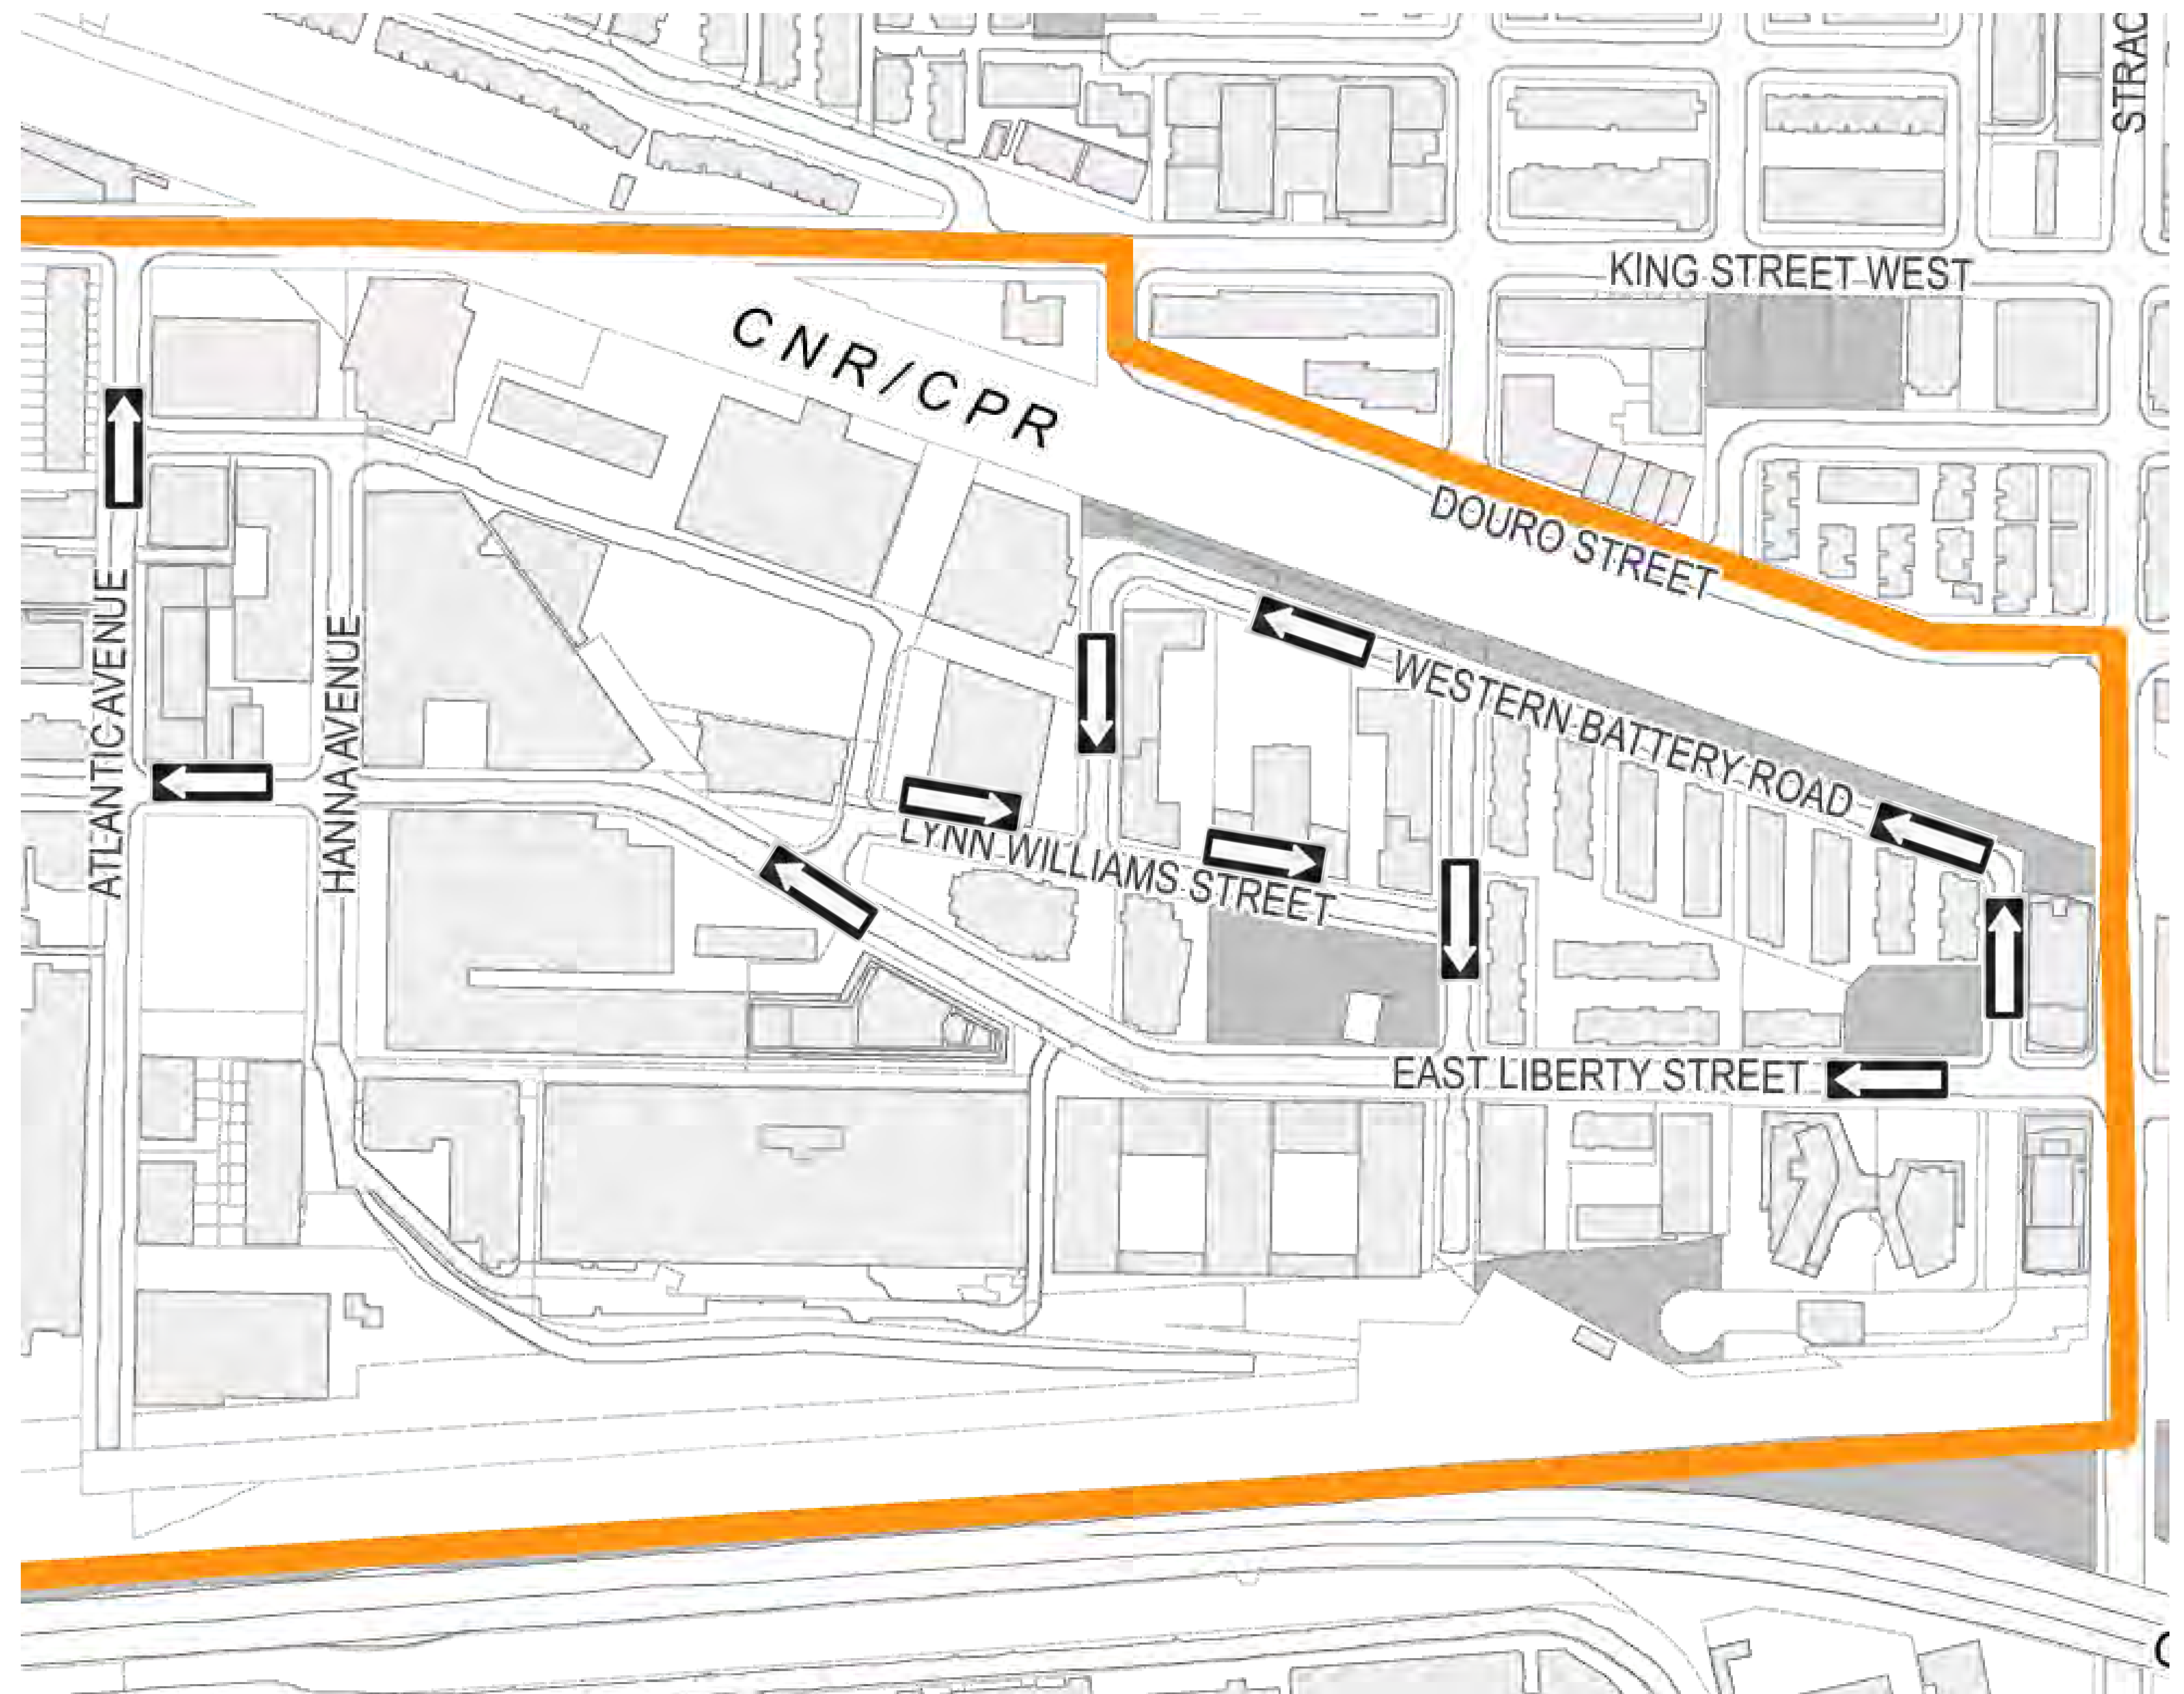 STRAC
KING STREET WEST
CNR/CPR
DOURO STREET
ATLANTIC AVENUE
HANNA AVENUE
WESTERN BATTERY ROAD
LYNN WILLIAMS STREET
EAST LIBERTY STREET